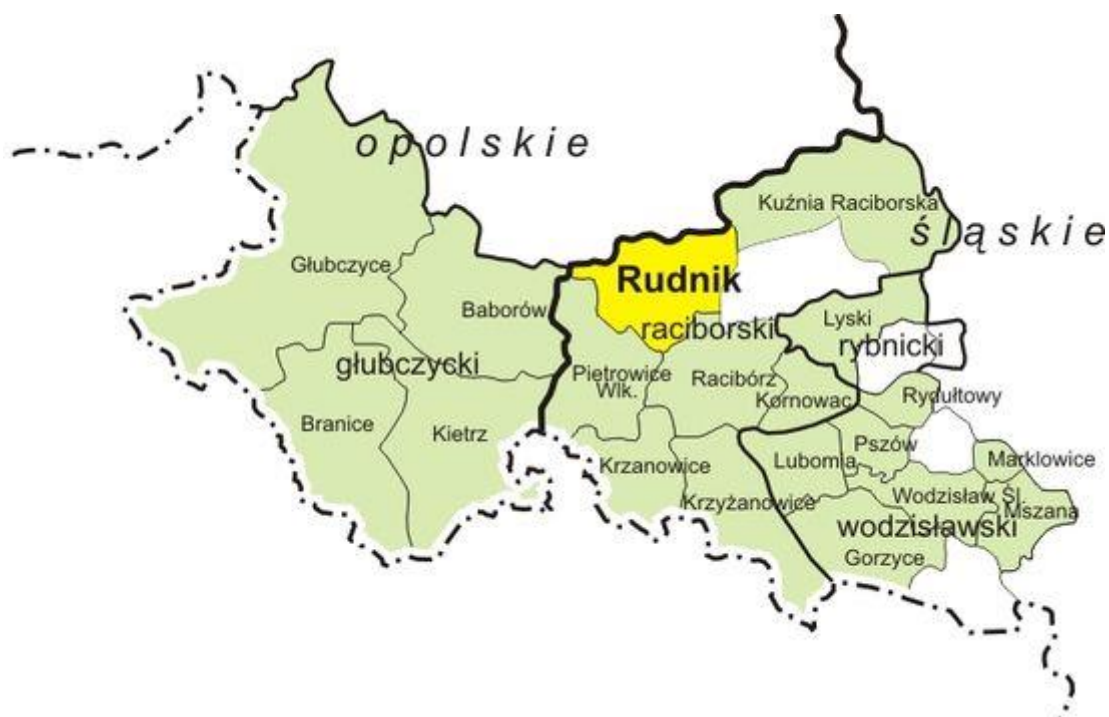 opolskie
Kuźnia Raciborska
śląskie
Głubczyce
Rudnik
Baborów
Lyski
raciborski
rybnicki
głubczycki
Pietrowice
Wlk.
Racibórz
Kornowac
Rydułtowy
Branice
Kietrz
Pszów
Krzanowice
Lubomia
Marklowice
Krzyżanowice
Wodzisław Śl.
Mszana
wodzisławski
Gorzyce